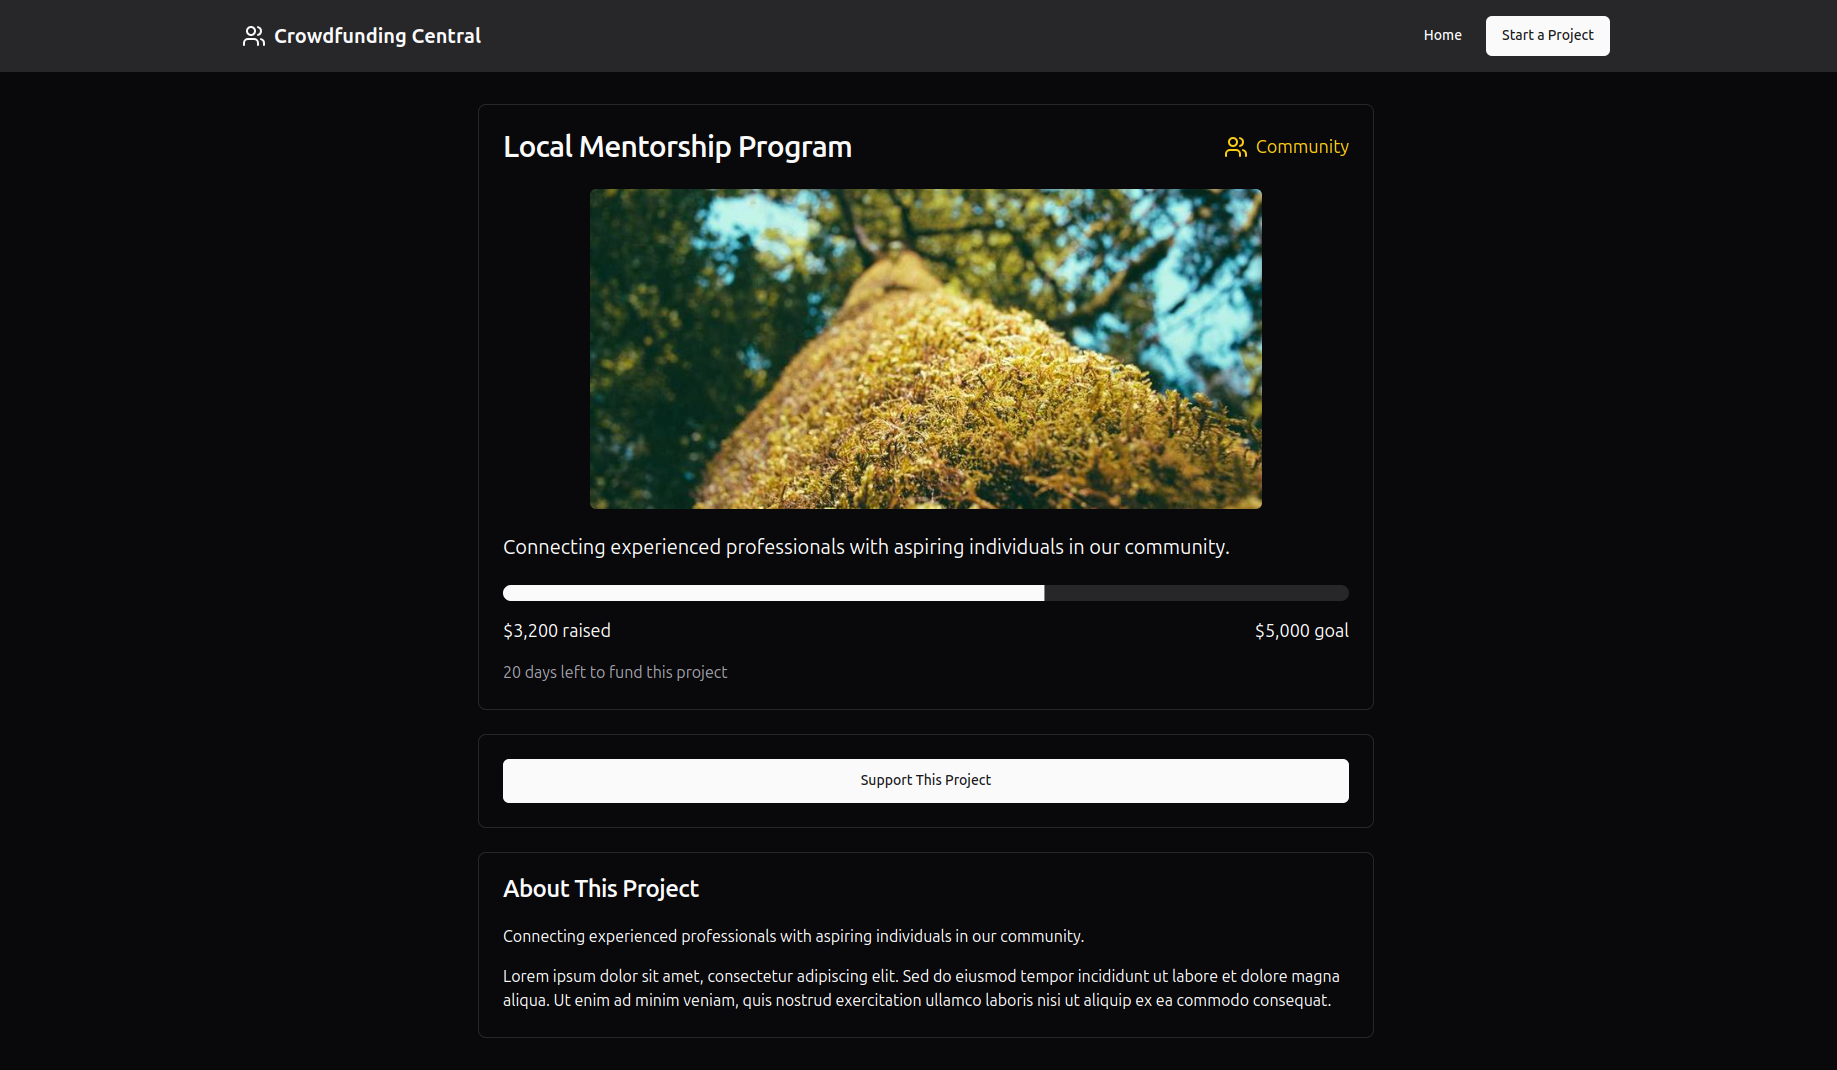 Crowdfunding Central
Home
Start a Project
Local Mentorship Program
Community
Connecting experienced professionals with aspiring individuals in our community.
$3,200 raised
$5,000 goal
20 days left to fund this project
Support This Project
About This Project
Connecting experienced professionals with aspiring individuals in our community.
Lorem ipsum dolor sit amet, consectetur adipiscing elit. Sed do eiusmod tempor incididunt ut labore et dolore magna
aliqua. Ut enim ad minim veniam, quis nostrud exercitation ullamco laboris nisi ut aliquip ex ea commodo consequat.